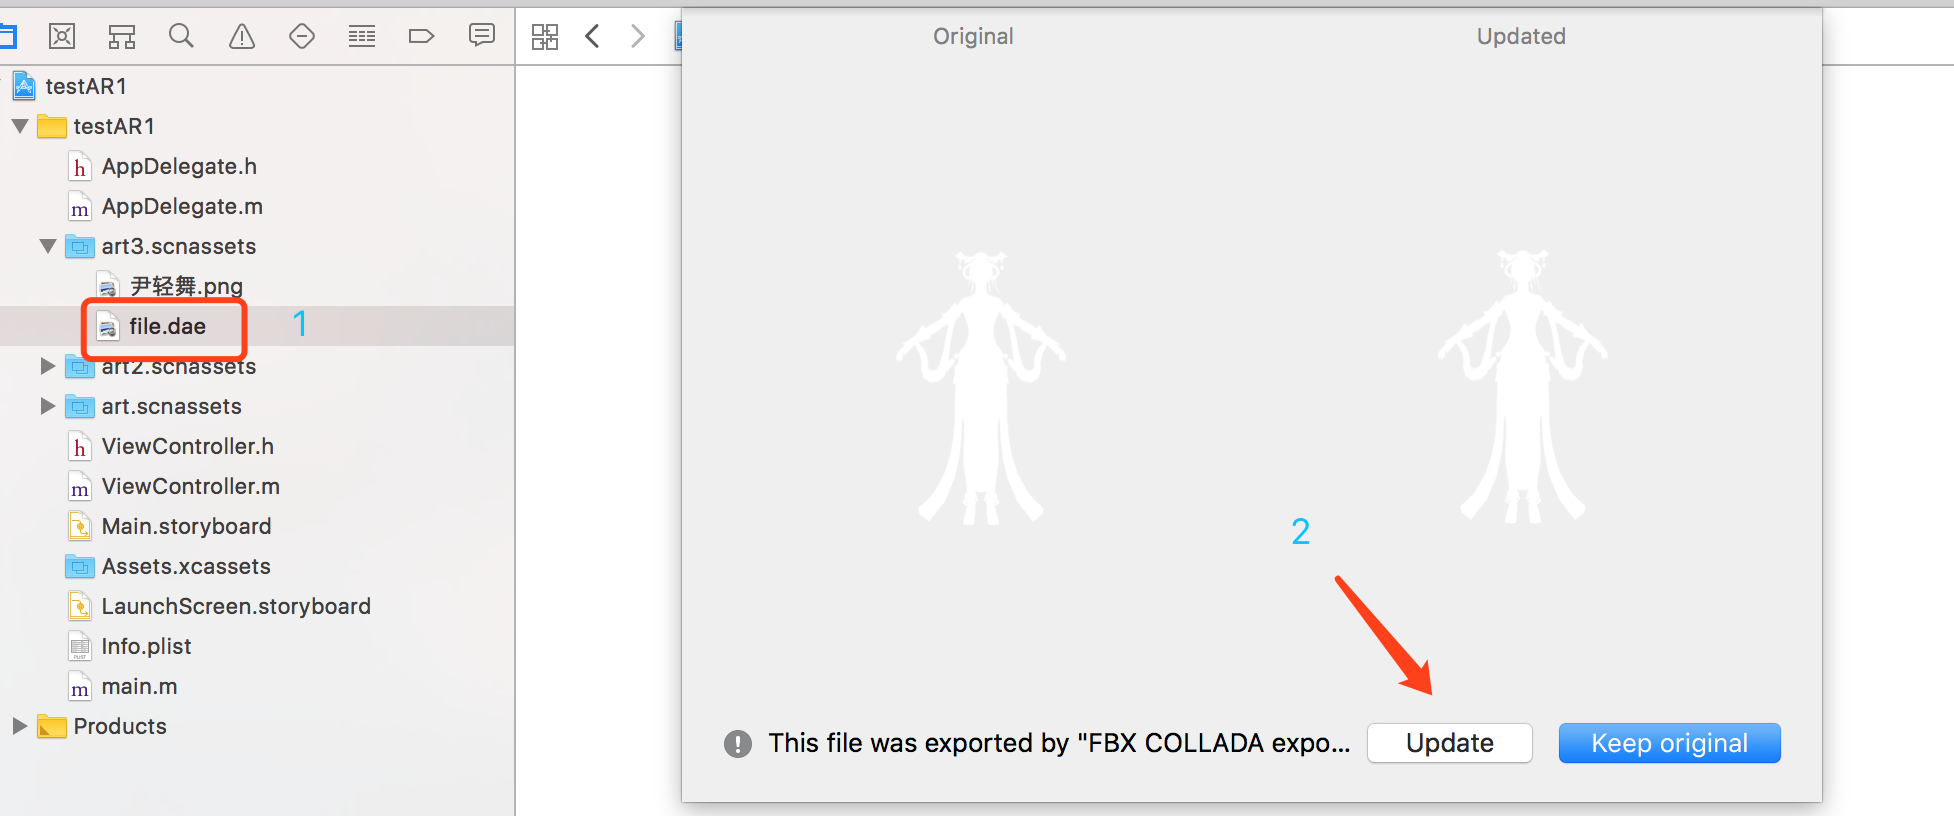 Original
Updated
testAR1
testAR1
h AppDelegate.h
m AppDelegate.m
art3.scnassets
尹轻舞.png
file.dae
1
art2.scnassets
art.scnassets
h ViewController.h
m ViewController.m
Main.storyboard
Assets.xcassets
LaunchScreen.storyboard
PLIST Info.plist
m main.m
Products
2
This file was exported by "FBX COLLADA expo...
Update
Keep original